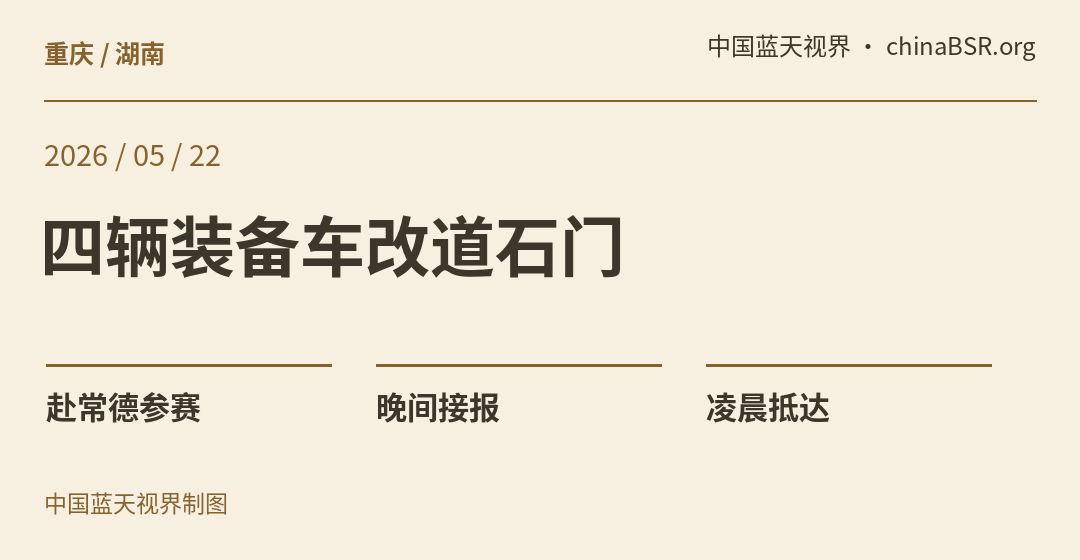 重庆 / 湖南
中国蓝天视界 · chinaBSR.org
2026 / 05 / 22
四辆装备车改道石门
赴常德参赛
晚间接报
凌晨抵达
中国蓝天视界制图